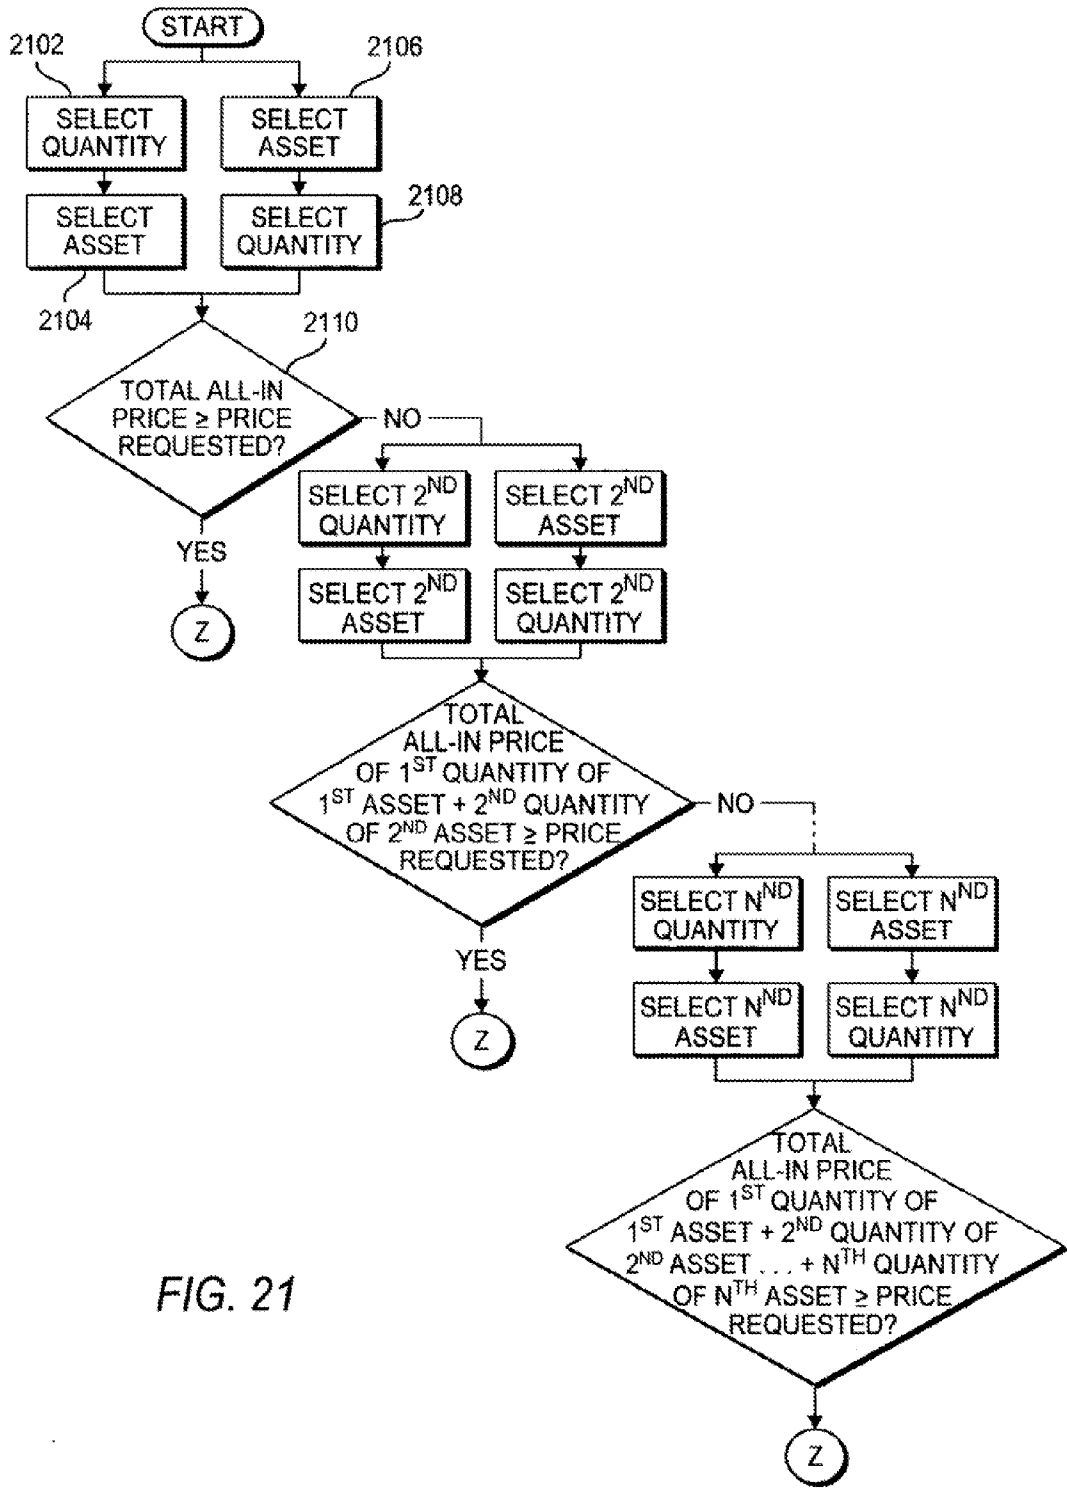 START
2102
2106
SELECT
QUANTITY
SELECT
ASSET
SELECT
ASSET
SELECT
QUANTITY
2108
2104
2110
TOTAL ALL-IN
PRICE ≥ PRICE
REQUESTED?
NO
YES
Z
SELECT 2ND
QUANTITY
SELECT 2ND
ASSET
SELECT 2ND
ASSET
SELECT 2ND
QUANTITY
TOTAL
ALL-IN PRICE
OF 1ST QUANTITY OF
1ST ASSET + 2ND QUANTITY
OF 2ND ASSET ≥ PRICE
REQUESTED?
NO
YES
Z
SELECT NND
QUANTITY
SELECT NND
ASSET
SELECT NND
ASSET
SELECT NND
QUANTITY
TOTAL
ALL-IN PRICE
OF 1ST QUANTITY OF
1ST ASSET + 2ND QUANTITY OF
2ND ASSET ... + NTH QUANTITY
OF NTH ASSET ≥ PRICE
REQUESTED?
Z
FIG. 21